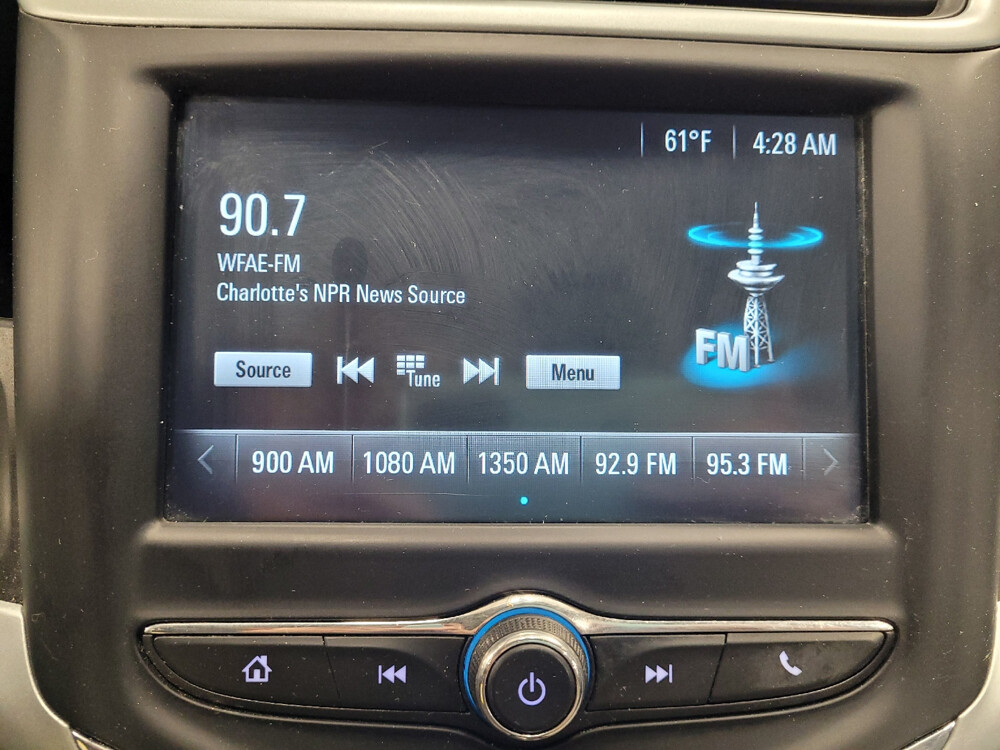 61°F 4:28 AM
90.7
WFAE-FM
Charlotte's NPR News Source
FM
Source Tune Menu
900 AM 1080 AM 1350 AM 92.9 FM 95.3 FM